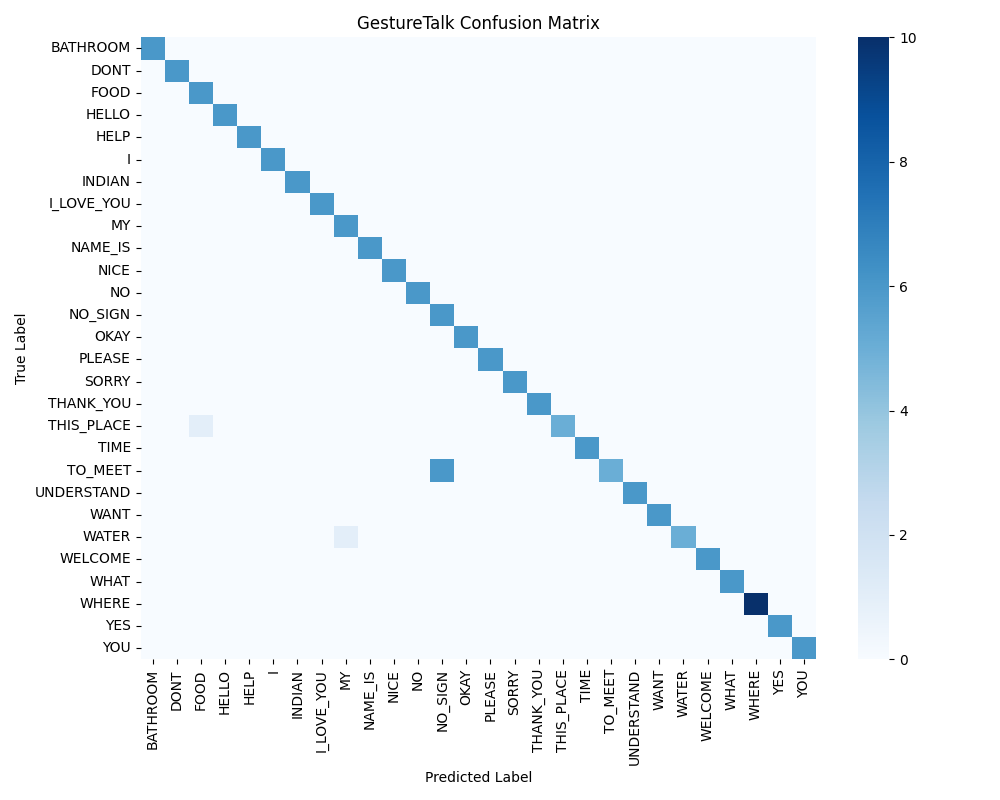 GestureTalk Confusion Matrix
True Label
BATHROOM
DONT
FOOD
HELLO
HELP
I
INDIAN
I_LOVE_YOU
MY
NAME_IS
NICE
NO
NO_SIGN
OKAY
PLEASE
SORRY
THANK_YOU
THIS_PLACE
TIME
TO_MEET
UNDERSTAND
WANT
WATER
WELCOME
WHAT
WHERE
YES
YOU
BATHROOM
DONT
FOOD
HELLO
HELP
I
INDIAN
I_LOVE_YOU
MY
NAME_IS
NICE
NO
NO_SIGN
OKAY
PLEASE
SORRY
THANK_YOU
THIS_PLACE
TIME
TO_MEET
UNDERSTAND
WANT
WATER
WELCOME
WHAT
WHERE
YES
YOU
Predicted Label
10
8
6
4
2
0